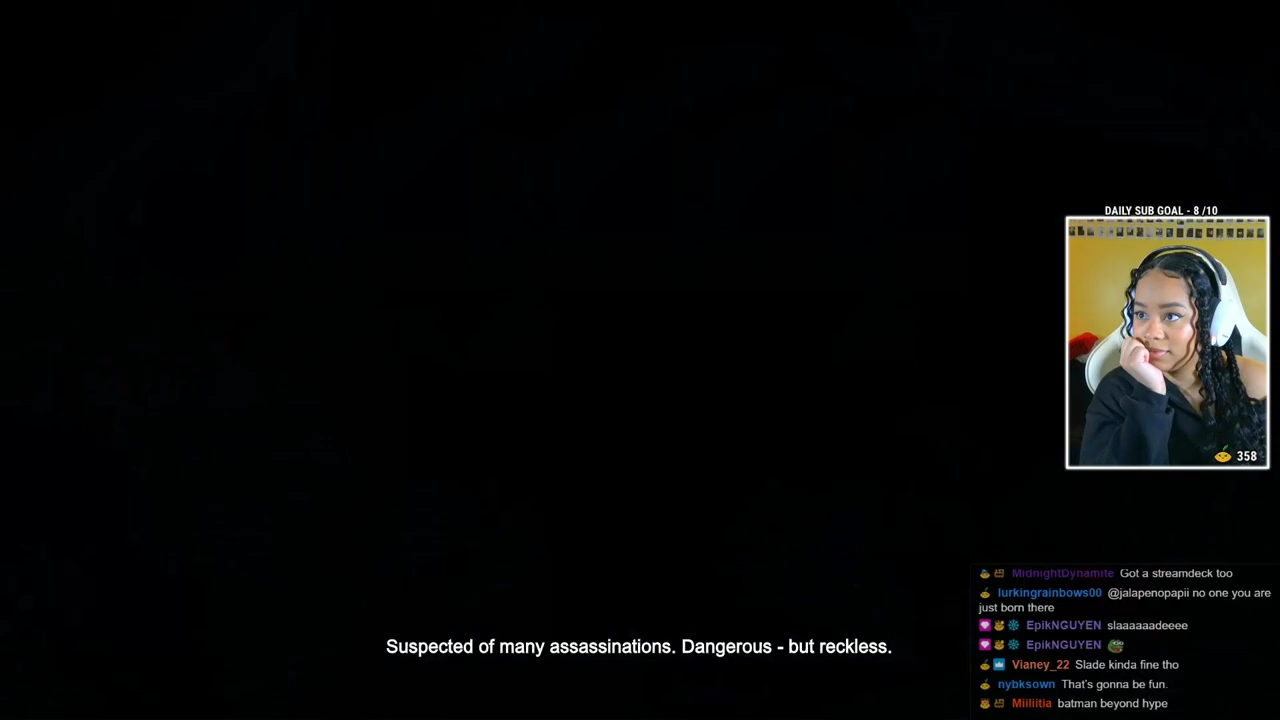 DAILY SUB GOAL - 8 /10
358
MidnightDynamite Got a streamdeck too
lurkingrainbows00 @jalapenopapii no one you are
just born there
EpikNGUYEN slaaaaaadeeee
EpikNGUYEN
Vianey_22 Slade kinda fine tho
nybksown That's gonna be fun.
Miiliitia batman beyond hype
Suspected of many assassinations. Dangerous - but reckless.